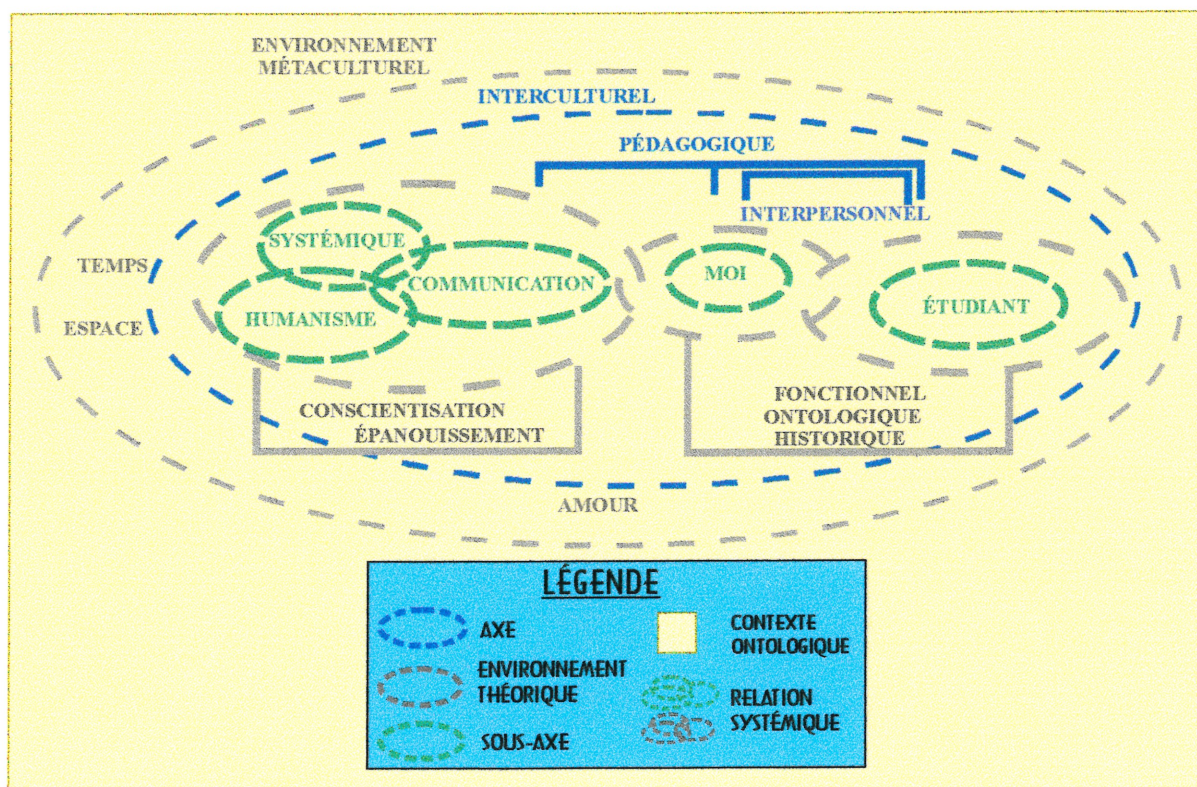 ENVIRONNEMENT
MÉTACULTUREL
INTERCULTUREL
PÉDAGOGIQUE
INTERPERSONNEL
SYSTÉMIQUE
COMMUNICATION
HUMANISME
MOI
ÉTUDIANT
TEMPS
ESPACE
CONSCIENTISATION
ÉPANOUISSEMENT
FONCTIONNEL
ONTOLOGIQUE
HISTORIQUE
AMOUR
LÉGENDE
AXE
ENVIRONNEMENT
THÉORIQUE
SOUS-AXE
CONTEXTE
ONTOLOGIQUE
RELATION
SYSTÉMIQUE